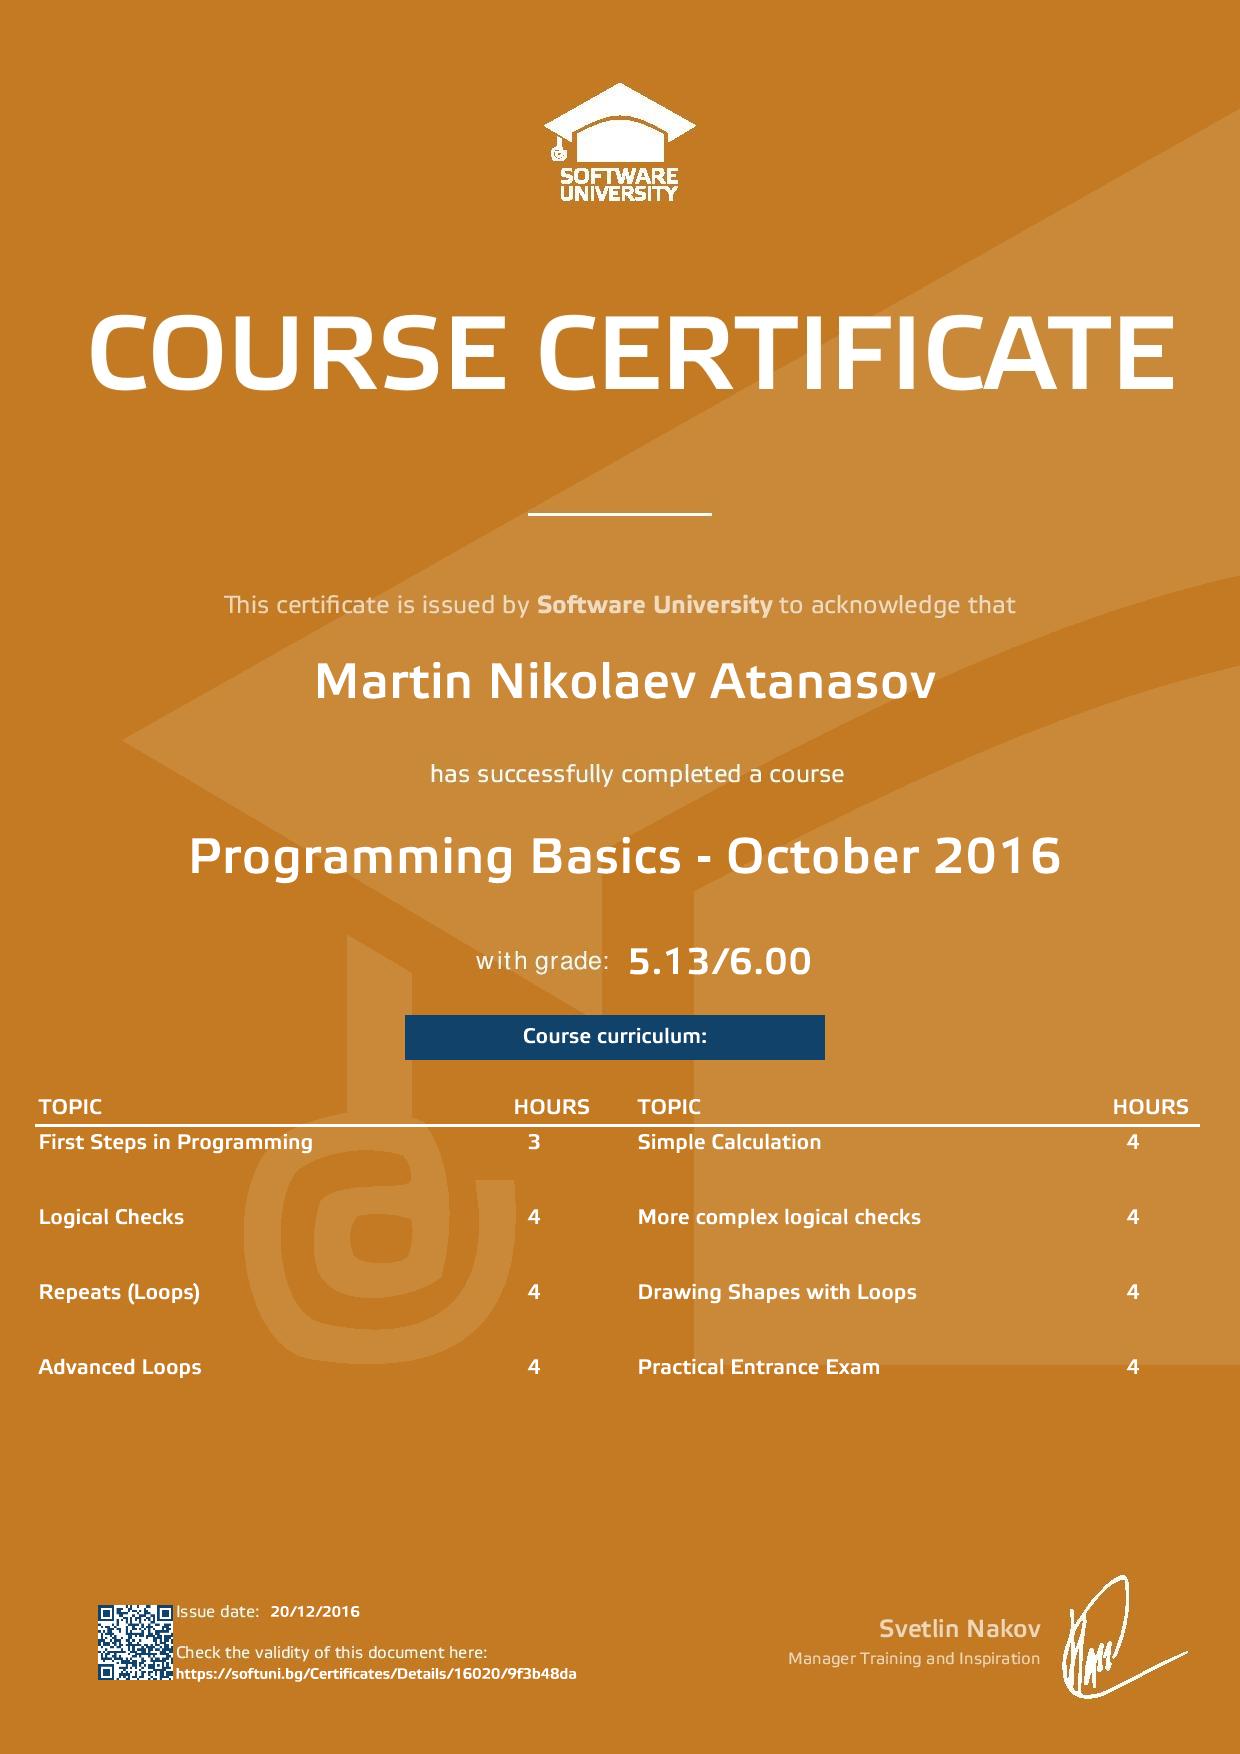 SOFTWARE
UNIVERSITY
COURSE CERTIFICATE
This certificate is issued by Software University to acknowledge that
Martin Nikolaev Atanasov
has successfully completed a course
Programming Basics - October 2016
with grade: 5.13/6.00
Course curriculum:
TOPIC HOURS TOPIC HOURS
First Steps in Programming 3 Simple Calculation 4
Logical Checks 4 More complex logical checks 4
Repeats (Loops) 4 Drawing Shapes with Loops 4
Advanced Loops 4 Practical Entrance Exam 4
Issue date: 20/12/2016
Check the validity of this document here:
https://softuni.bg/Certificates/Details/16020/9f3b48da
Svetlin Nakov
Manager Training and Inspiration